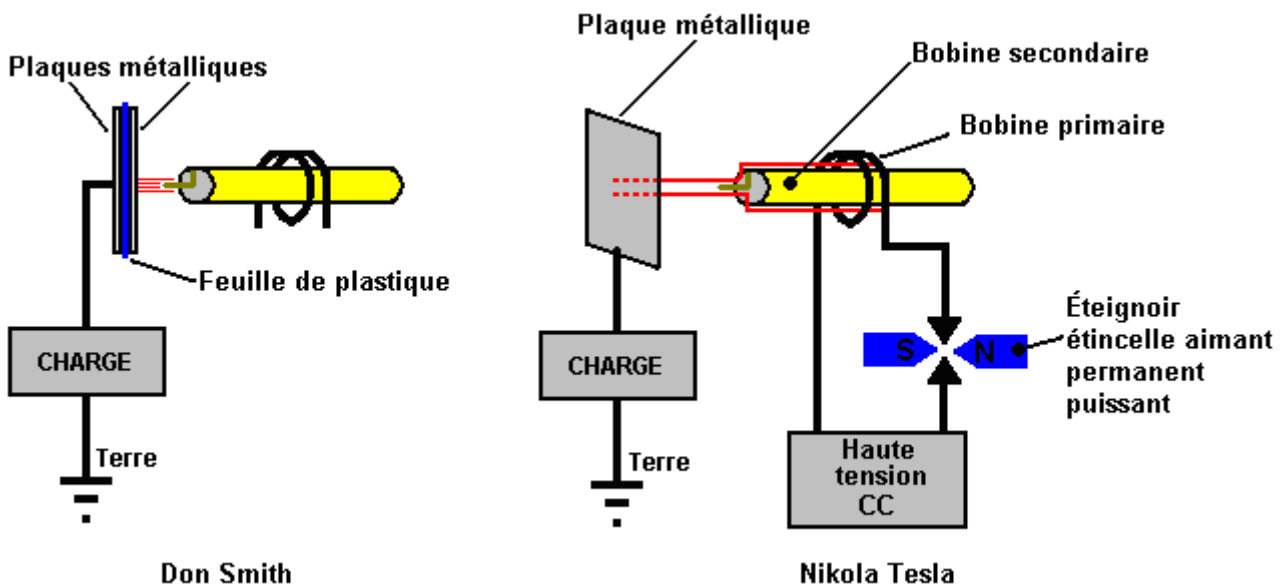 Plaques métalliques
Feuille de plastique
CHARGE
Terre
Don Smith
Plaque métallique
Bobine secondaire
Bobine primaire
S N
Éteignoir
étincelle aimant
permanent
puissant
CHARGE
Haute
tension
CC
Terre
Nikola Tesla